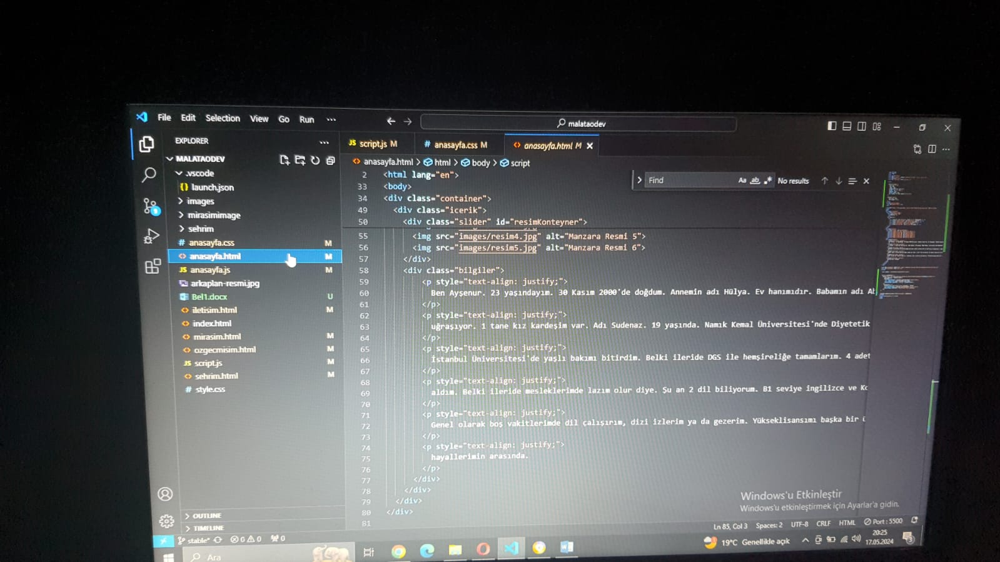 File Edit Selection View Go Run ...
malataodev
EXPLORER ...
MALATAODEV
.vscode
{} launch.json
images
mirasimimage
sehrim
# anasayfa.css M
<> anasayfa.html M
JS anasayfa.js M
arkaplan-resmi.jpg
Bel1.docx U
<> iletisim.html M
<> index.html
<> mirasim.html M
<> ozgecmisim.html M
JS script.js M
<> sehrim.html M
# style.css
OUTLINE
TIMELINE
JS script.js M # anasayfa.css M <> anasayfa.html M
<> anasayfa.html > html > body > script
Find Aa ab .* No results
2 <html lang="en">
33 <body>
34 <div class="container">
49 <div class="icerik">
50 <div class="slider" id="resimKonteyner">
55 <img src="images/resim4.jpg" alt="Manzara Resmi 5">
56 <img src="images/resim5.jpg" alt="Manzara Resmi 6">
57 </div>
58 <div class="bilgiler">
59 <p style="text-align: justify;">
60 Ben Ayşenur. 23 yaşındayım. 30 Kasım 2000'de doğdum. Annemin adı Hülya. Ev hanımıdır. Babamın adı Ab
61 </p>
62 <p style="text-align: justify;">
63 uğraşıyor. 1 tane kız kardeşim var. Adı Sudenaz. 19 yaşında. Namık Kemal Üniversitesi'nde Diyetetik
64 </p>
65 <p style="text-align: justify;">
66 İstanbul Üniversitesi'de yaşlı bakımı bitirdim. Belki ileride DGS ile hemşireliğe tamamlarım. 4 adet
67 </p>
68 <p style="text-align: justify;">
69 aldım. Belki ileride mesleklerimde lazım olur diye. Şu an 2 dil biliyorum. B1 seviye ingilizce ve Ko
70 </p>
71 <p style="text-align: justify;">
72 Genel olarak boş vakitlerimde dil çalışırım, dizi izlerim ya da gezerim. Yükseklisansımı başka bir ü
73 </p>
74 <p style="text-align: justify;">
75 hayallerimin arasında.
76 </p>
77 </div>
78 </div>
79 </div>
80 </div>
81
Windows'u Etkinleştir
Windows'u etkinleştirmek için Ayarlar'a gidin.
stable* 0 0 0
Ln 85, Col 3 Spaces: 2 UTF-8 CRLF HTML Port : 5500
Ara
19°C Genellikle açık
20:25
17.05.2024
3